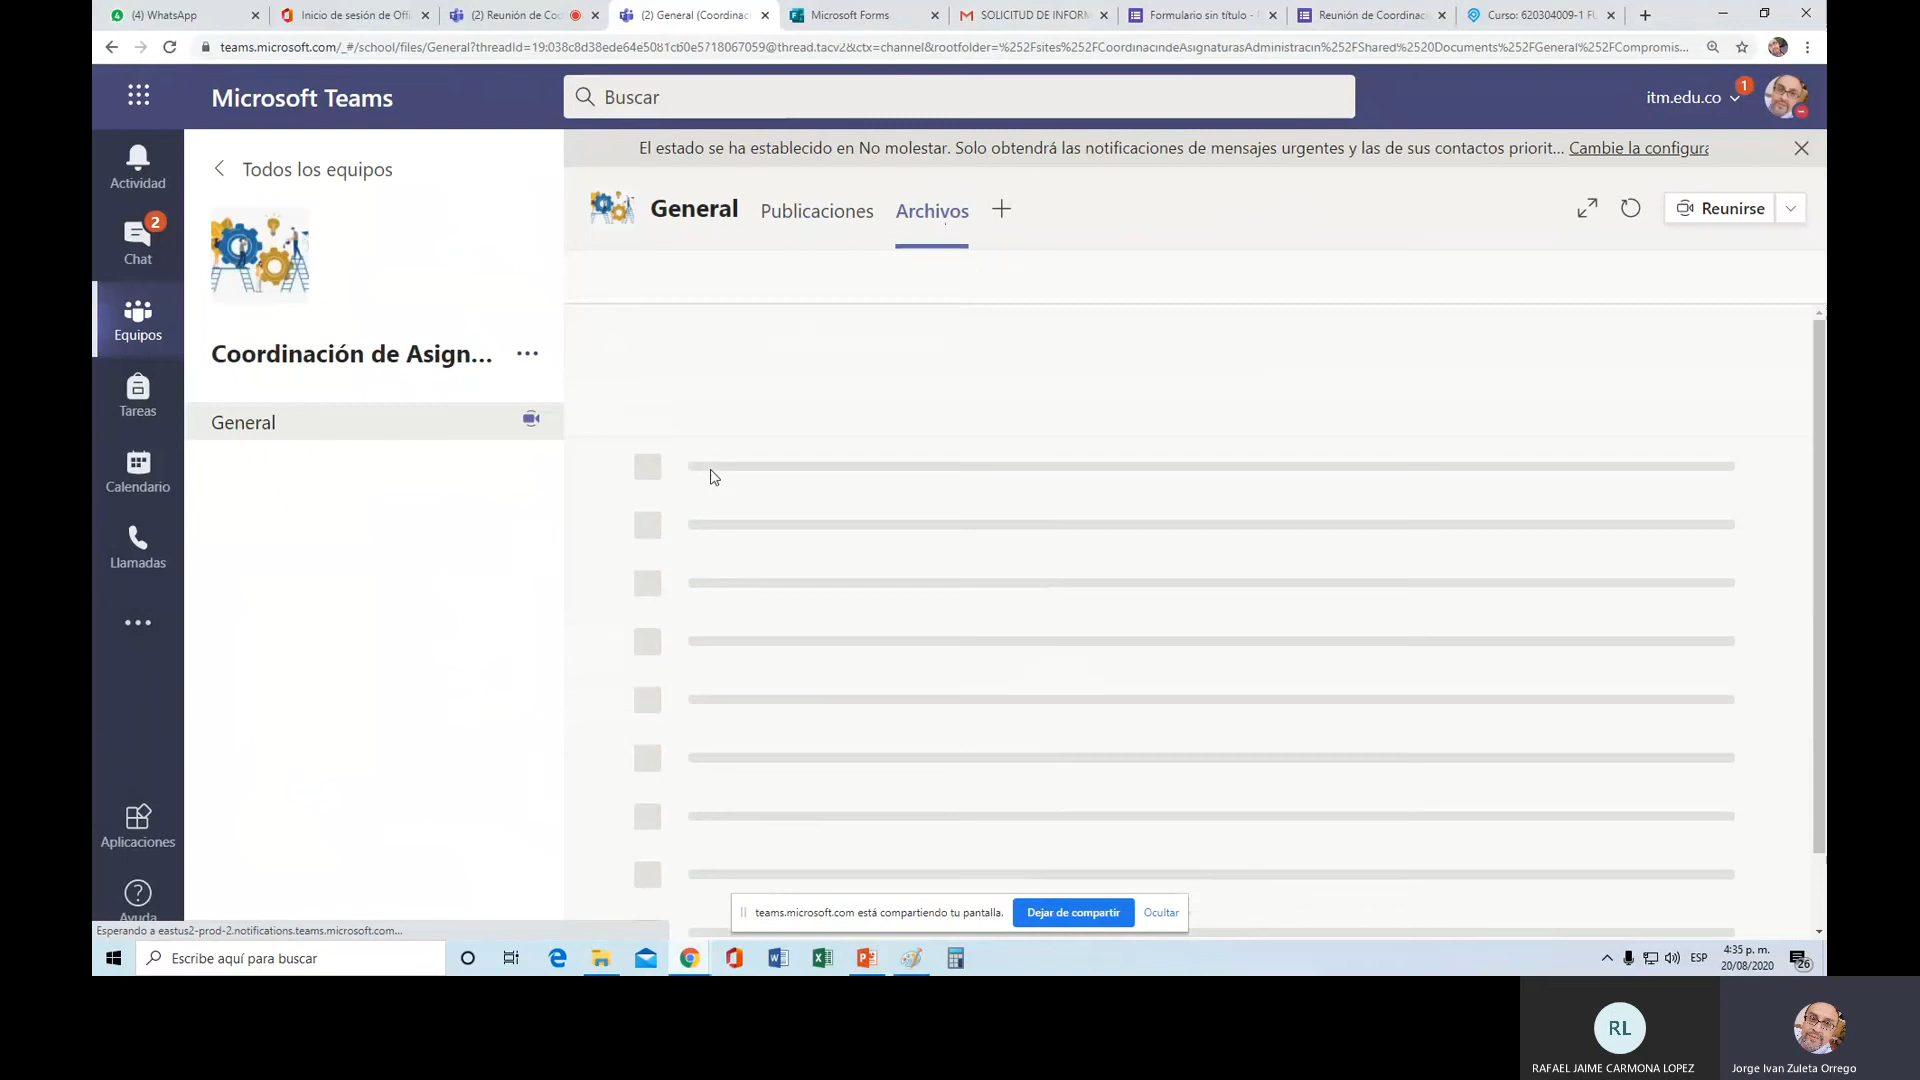 (4) WhatsApp
Inicio de sesión de Ofi
(2) Reunión de Co
(2) General (Coordinac
Microsoft Forms
SOLICITUD DE INFORM
Formulario sin título -
Reunión de Coordinac
Curso: 620304009-1 FU
Microsoft Teams
Buscar
itm.edu.co
1
El estado se ha establecido en No molestar. Solo obtendrá las notificaciones de mensajes urgentes y las de sus contactos priorit... Cambie la configura
Actividad
Todos los equipos
General
Publicaciones
Archivos
Reunirse
2
Chat
Equipos
Coordinación de Asign...
Tareas
General
Calendario
Llamadas
Aplicaciones
Ayuda
teams.microsoft.com está compartiendo tu pantalla.
Dejar de compartir
Ocultar
Esperando a eastus2-prod-2.notifications.teams.microsoft.com...
Escribe aquí para buscar
ESP
4:35 p. m.
20/08/2020
26
RL
RAFAEL JAIME CARMONA LOPEZ
Jorge Ivan Zuleta Orrego